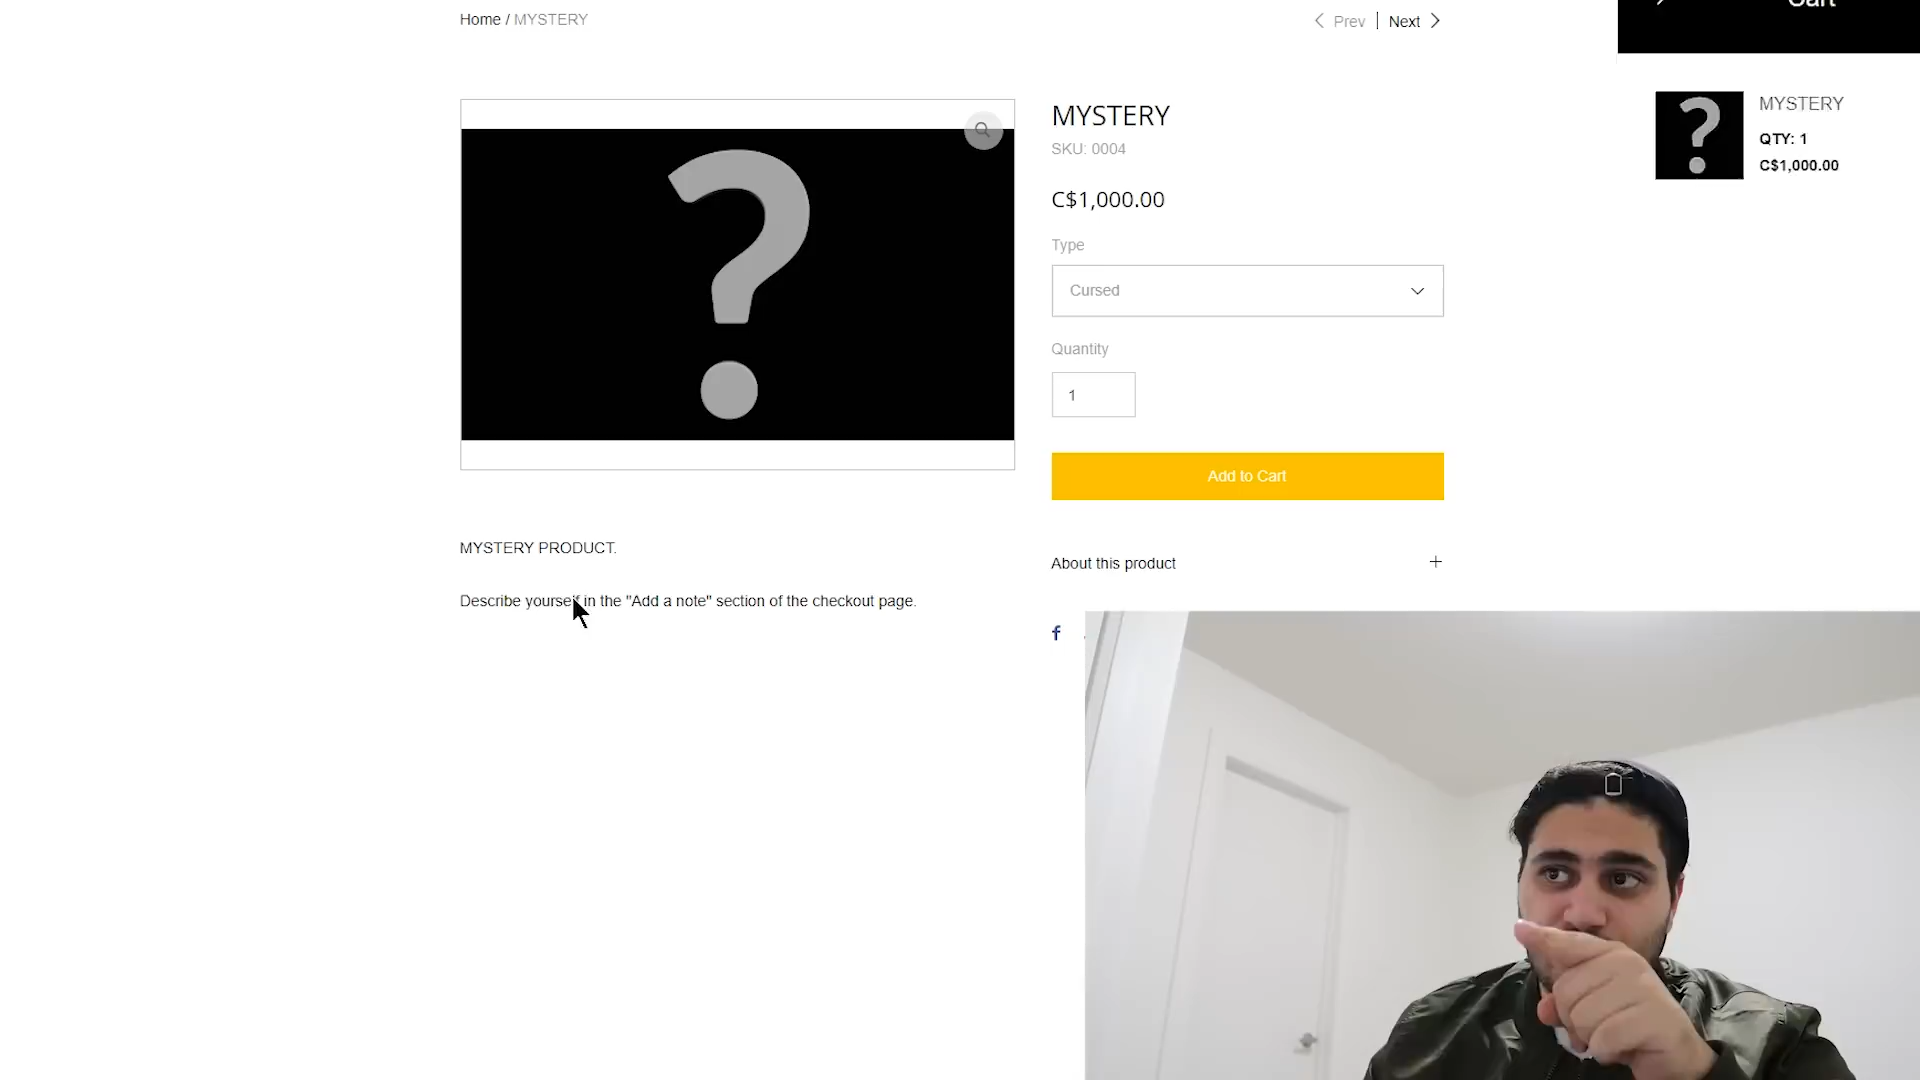 Home / MYSTERY
Prev | Next
Cart
MYSTERY
QTY: 1
C$1,000.00
MYSTERY
SKU: 0004
C$1,000.00
Type
Cursed
Quantity
1
Add to Cart
MYSTERY PRODUCT.
Describe yourself in the "Add a note" section of the checkout page.
About this product
f